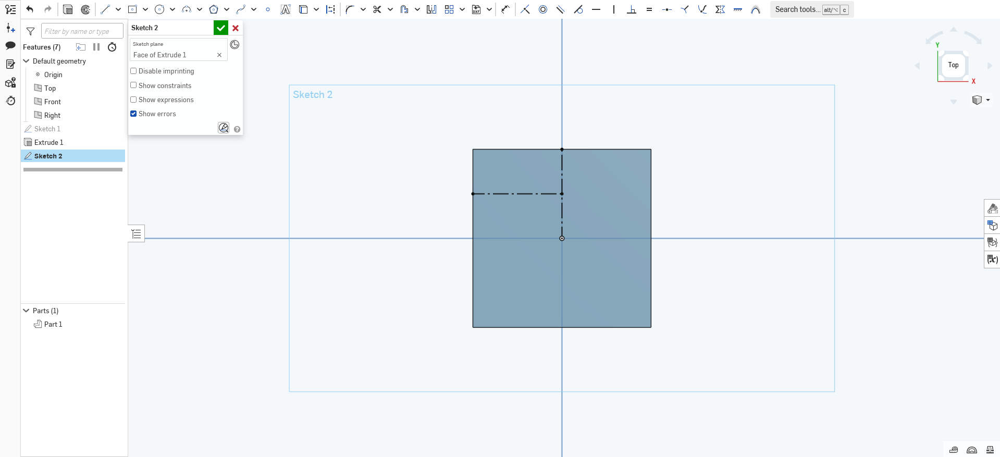 Search tools... alt/⌥ c
Filter by name or type
Features (7)
Default geometry
Origin
Top
Front
Right
Sketch 1
Extrude 1
Sketch 2
Parts (1)
Part 1
Sketch 2
Sketch plane
Face of Extrude 1
Disable imprinting
Show constraints
Show expressions
Show errors
Sketch 2
Y
Top
X
DXF
(x)